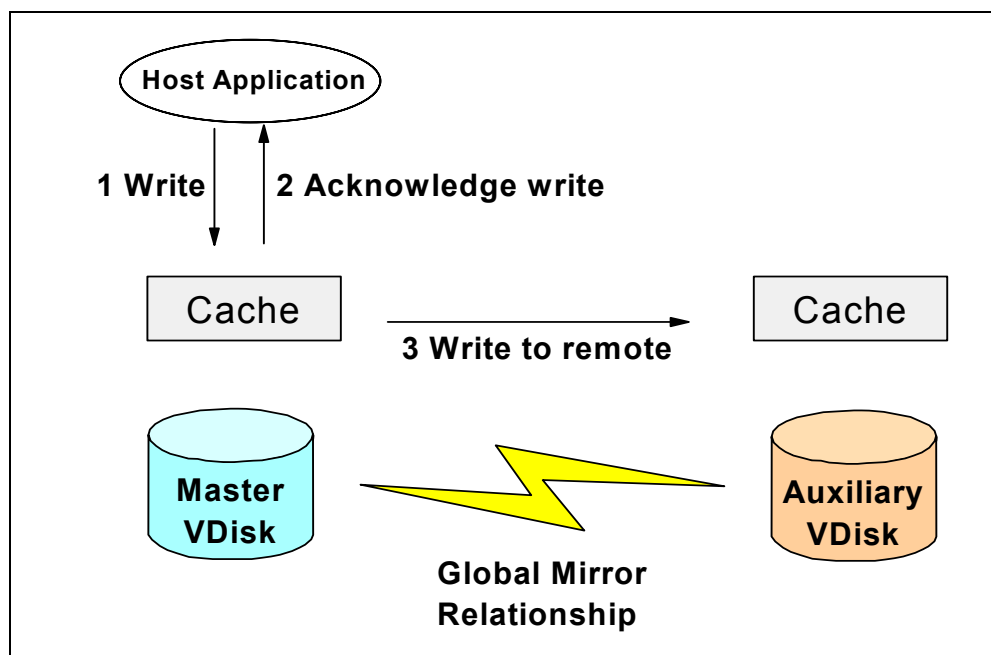 Host Application
1 Write
2 Acknowledge write
Cache
Cache
3 Write to remote
Master
VDisk
Auxiliary
VDisk
Global Mirror
Relationship